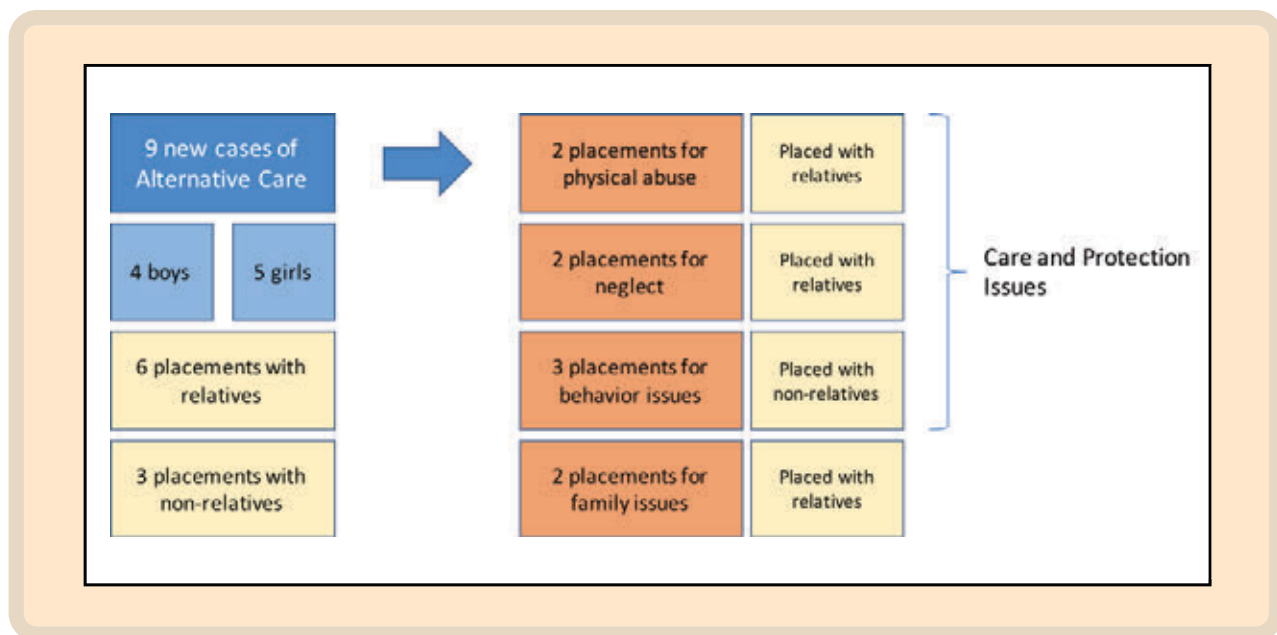 9 new cases of
Alternative Care
4 boys
5 girls
6 placements with
relatives
3 placements with
non-relatives
2 placements for
physical abuse
Placed with
relatives
2 placements for
neglect
Placed with
relatives
3 placements for
behavior issues
Placed with
non-relatives
2 placements for
family issues
Placed with
relatives
Care and Protection
Issues